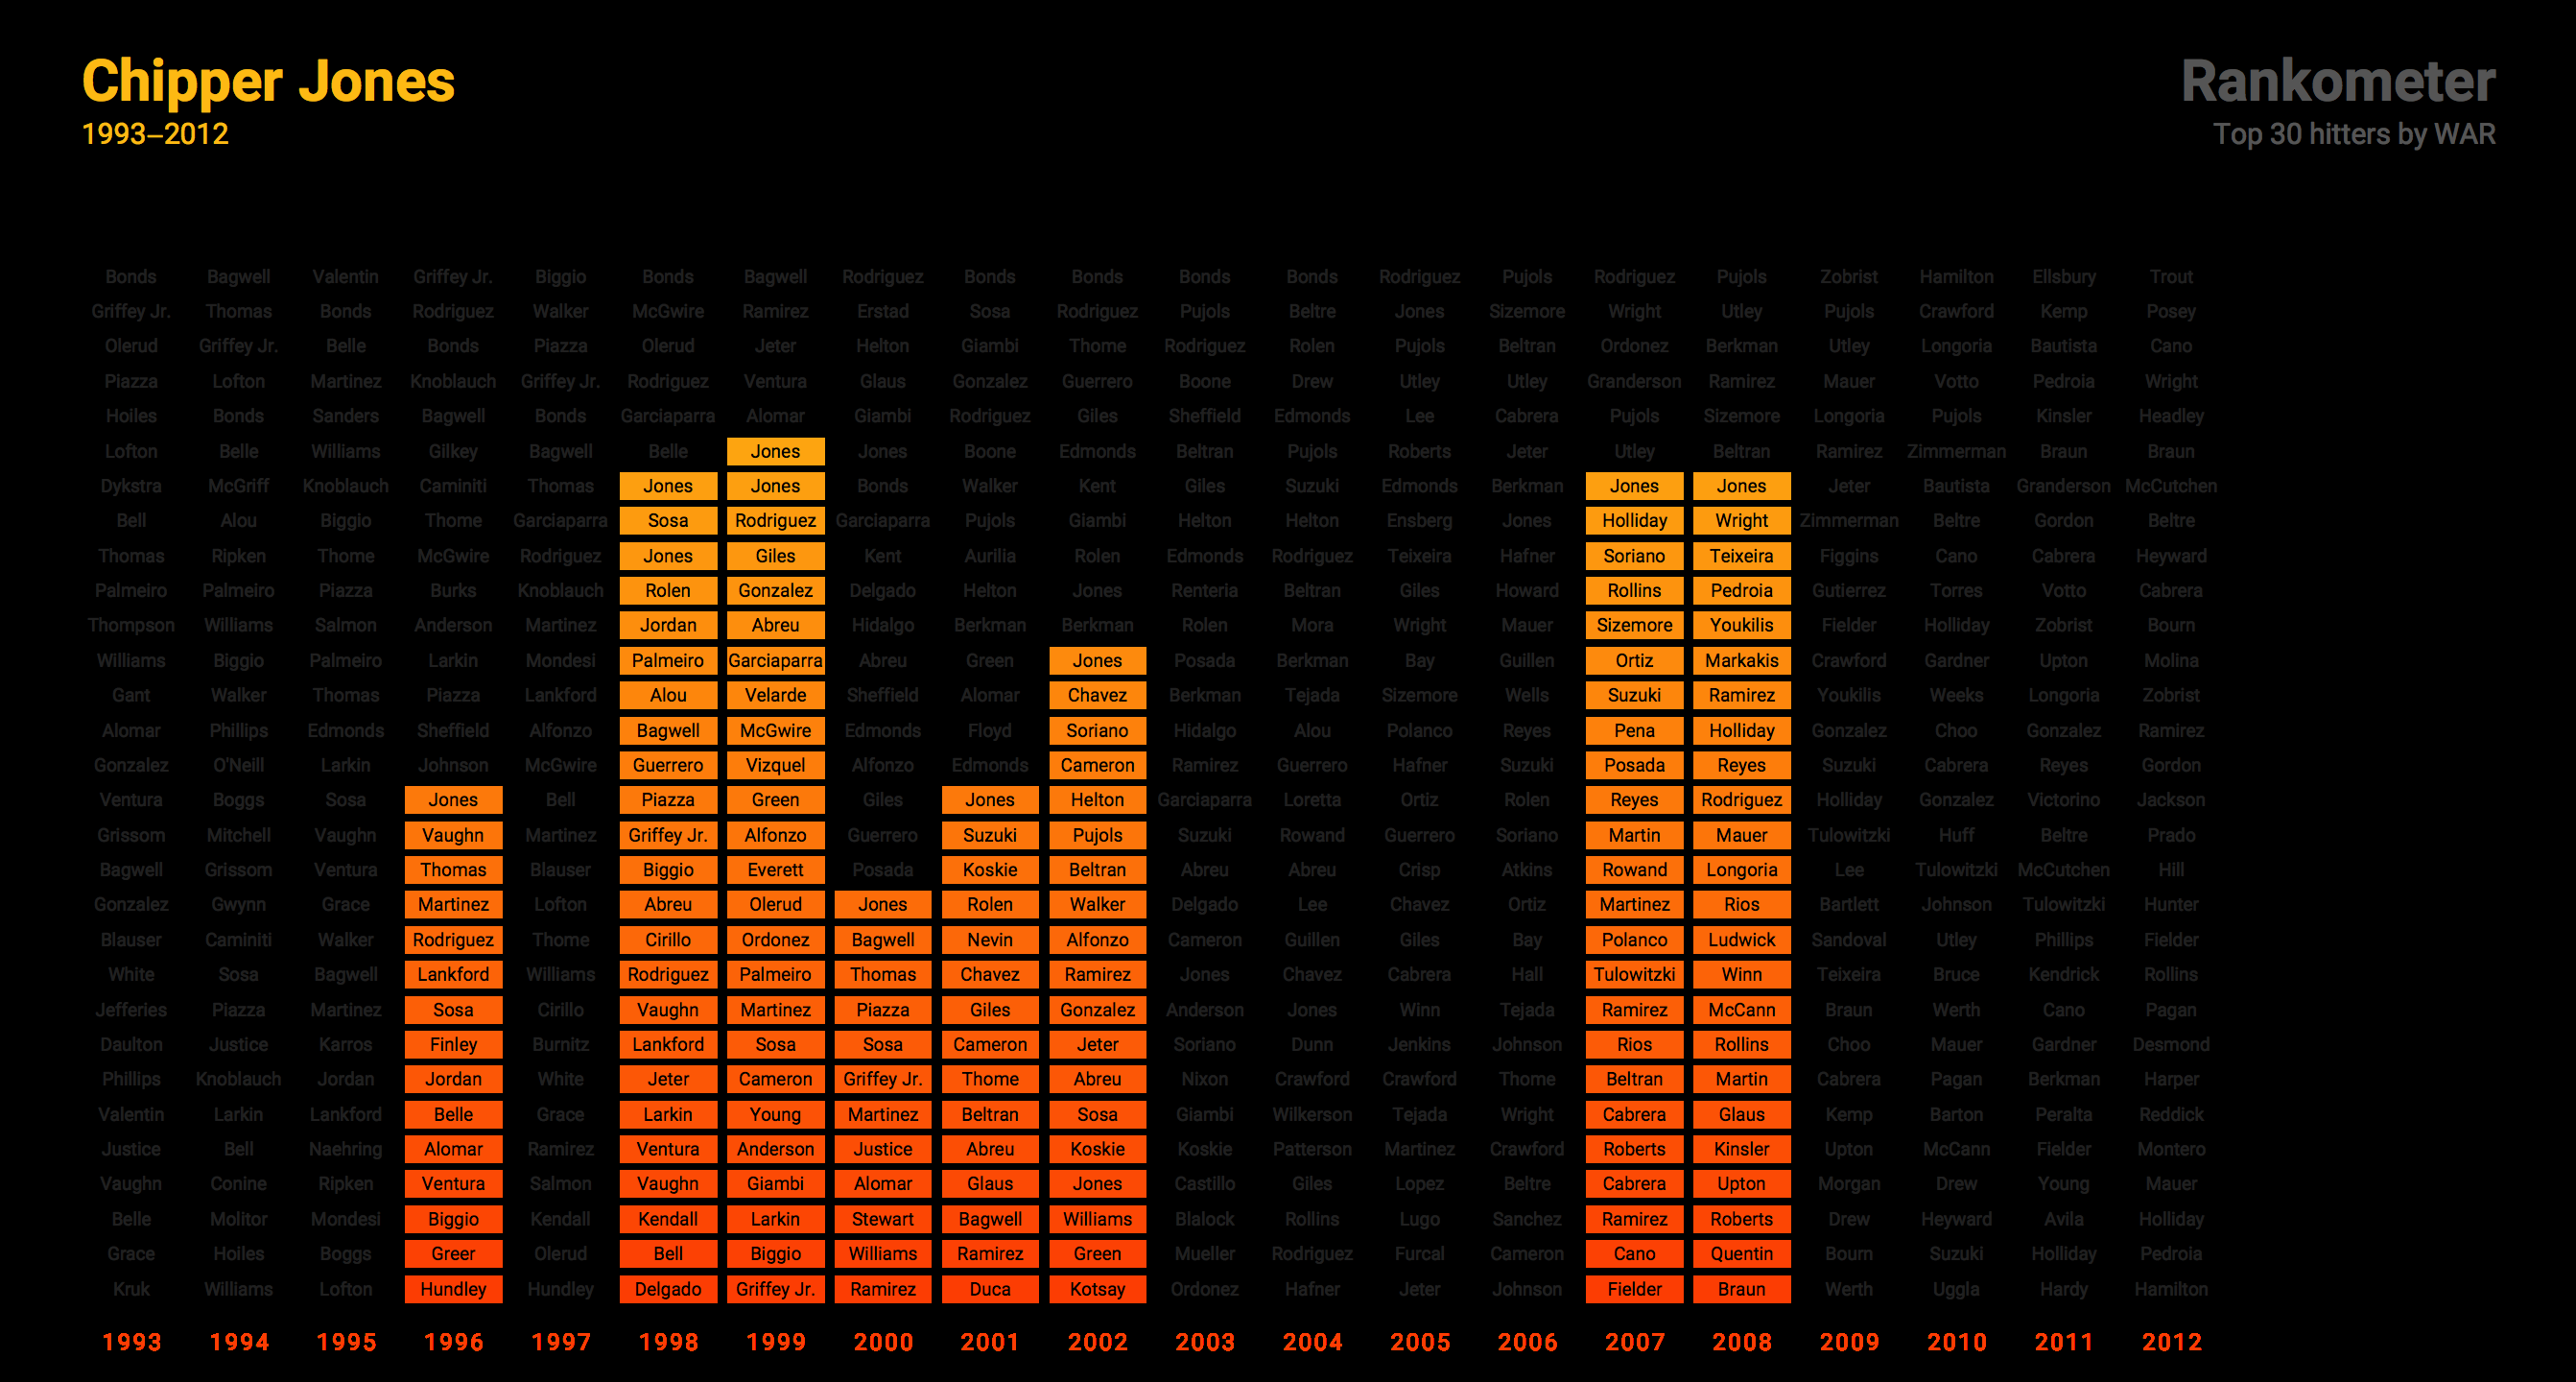 Chipper Jones
1993–2012
Rankometer
Top 30 hitters by WAR
Bonds Bagwell Valentin Griffey Jr. Biggio Bonds Bagwell Rodriguez Bonds Bonds Bonds Bonds Rodriguez Pujols Rodriguez Pujols Zobrist Hamilton Ellsbury Trout
Griffey Jr. Thomas Bonds Rodriguez Walker McGwire Ramirez Erstad Sosa Rodriguez Pujols Beltre Jones Sizemore Wright Utley Pujols Crawford Kemp Posey
Olerud Griffey Jr. Belle Bonds Piazza Olerud Jeter Helton Giambi Thome Rodriguez Rolen Pujols Beltran Ordonez Berkman Utley Longoria Bautista Cano
Piazza Lofton Martinez Knoblauch Griffey Jr. Rodriguez Ventura Glaus Gonzalez Guerrero Boone Drew Utley Utley Granderson Ramirez Mauer Votto Pedroia Wright
Hoiles Bonds Sanders Bagwell Bonds Garciaparra Alomar Giambi Rodriguez Giles Sheffield Edmonds Lee Cabrera Pujols Sizemore Longoria Pujols Kinsler Headley
Lofton Belle Williams Gilkey Bagwell Belle Jones Jones Boone Edmonds Beltran Pujols Roberts Jeter Utley Beltran Ramirez Zimmerman Braun Braun
Dykstra McGriff Knoblauch Caminiti Thomas Jones Jones Bonds Walker Kent Giles Suzuki Edmonds Berkman Jones Jones Jeter Bautista Granderson McCutchen
Bell Alou Biggio Thome Garciaparra Sosa Rodriguez Garciaparra Pujols Giambi Helton Helton Ensberg Jones Holliday Wright Zimmerman Beltre Gordon Beltre
Thomas Ripken Thome McGwire Rodriguez Jones Giles Kent Aurilia Rolen Edmonds Rodriguez Teixeira Hafner Soriano Teixeira Figgins Cano Cabrera Heyward
Palmeiro Palmeiro Piazza Burks Knoblauch Rolen Gonzalez Delgado Helton Jones Renteria Beltran Giles Howard Rollins Pedroia Gutierrez Torres Votto Cabrera
Thompson Williams Salmon Anderson Martinez Jordan Abreu Hidalgo Berkman Berkman Rolen Mora Wright Mauer Sizemore Youkilis Fielder Holliday Zobrist Bourn
Williams Biggio Palmeiro Larkin Mondesi Palmeiro Garciaparra Abreu Green Jones Posada Berkman Bay Guillen Ortiz Markakis Crawford Gardner Upton Molina
Gant Walker Thomas Piazza Lankford Alou Velarde Sheffield Alomar Chavez Berkman Tejada Sizemore Wells Suzuki Ramirez Youkilis Weeks Longoria Zobrist
Alomar Phillips Edmonds Sheffield Alfonzo Bagwell McGwire Edmonds Floyd Soriano Hidalgo Alou Polanco Reyes Pena Holliday Gonzalez Choo Gonzalez Ramirez
Gonzalez O'Neill Larkin Johnson McGwire Guerrero Vizquel Alfonzo Edmonds Cameron Ramirez Guerrero Hafner Suzuki Posada Reyes Suzuki Cabrera Reyes Gordon
Ventura Boggs Sosa Jones Bell Piazza Green Giles Jones Helton Garciaparra Loretta Ortiz Rolen Reyes Rodriguez Holliday Gonzalez Victorino Jackson
Grissom Mitchell Vaughn Vaughn Martinez Griffey Jr. Alfonzo Guerrero Suzuki Pujols Suzuki Rowand Guerrero Soriano Martin Mauer Tulowitzki Huff Beltre Prado
Bagwell Grissom Ventura Thomas Blauser Biggio Everett Posada Koskie Beltran Abreu Abreu Crisp Atkins Rowand Longoria Lee Tulowitzki McCutchen Hill
Gonzalez Gwynn Grace Martinez Lofton Abreu Olerud Jones Rolen Walker Delgado Lee Chavez Ortiz Martinez Rios Bartlett Johnson Tulowitzki Hunter
Blauser Caminiti Walker Rodriguez Thome Cirillo Ordonez Bagwell Nevin Alfonzo Cameron Guillen Giles Bay Polanco Ludwick Sandoval Utley Phillips Fielder
White Sosa Bagwell Lankford Williams Rodriguez Palmeiro Thomas Chavez Ramirez Jones Chavez Cabrera Hall Tulowitzki Winn Teixeira Bruce Kendrick Rollins
Jefferies Piazza Martinez Sosa Cirillo Vaughn Martinez Piazza Giles Gonzalez Anderson Jones Winn Tejada Ramirez McCann Braun Werth Cano Pagan
Daulton Justice Karros Finley Burnitz Lankford Sosa Sosa Cameron Jeter Soriano Dunn Jenkins Johnson Rios Rollins Choo Mauer Gardner Desmond
Phillips Knoblauch Jordan Jordan White Jeter Cameron Griffey Jr. Thome Abreu Nixon Crawford Crawford Thome Beltran Martin Cabrera Pagan Berkman Harper
Valentin Larkin Lankford Belle Grace Larkin Young Martinez Beltran Sosa Giambi Wilkerson Tejada Wright Cabrera Glaus Kemp Barton Peralta Reddick
Justice Bell Naehring Alomar Ramirez Ventura Anderson Justice Abreu Koskie Koskie Patterson Martinez Crawford Roberts Kinsler Upton McCann Fielder Montero
Vaughn Conine Ripken Ventura Salmon Vaughn Giambi Alomar Glaus Jones Castillo Giles Lopez Beltre Cabrera Upton Morgan Drew Young Mauer
Belle Molitor Mondesi Biggio Kendall Kendall Larkin Stewart Bagwell Williams Blalock Rollins Lugo Sanchez Ramirez Roberts Drew Heyward Avila Holliday
Grace Hoiles Boggs Greer Olerud Bell Biggio Williams Ramirez Green Mueller Rodriguez Furcal Cameron Cano Quentin Bourn Suzuki Holliday Pedroia
Kruk Williams Lofton Hundley Hundley Delgado Griffey Jr. Ramirez Duca Kotsay Ordonez Hafner Jeter Johnson Fielder Braun Werth Uggla Hardy Hamilton
1993 1994 1995 1996 1997 1998 1999 2000 2001 2002 2003 2004 2005 2006 2007 2008 2009 2010 2011 2012